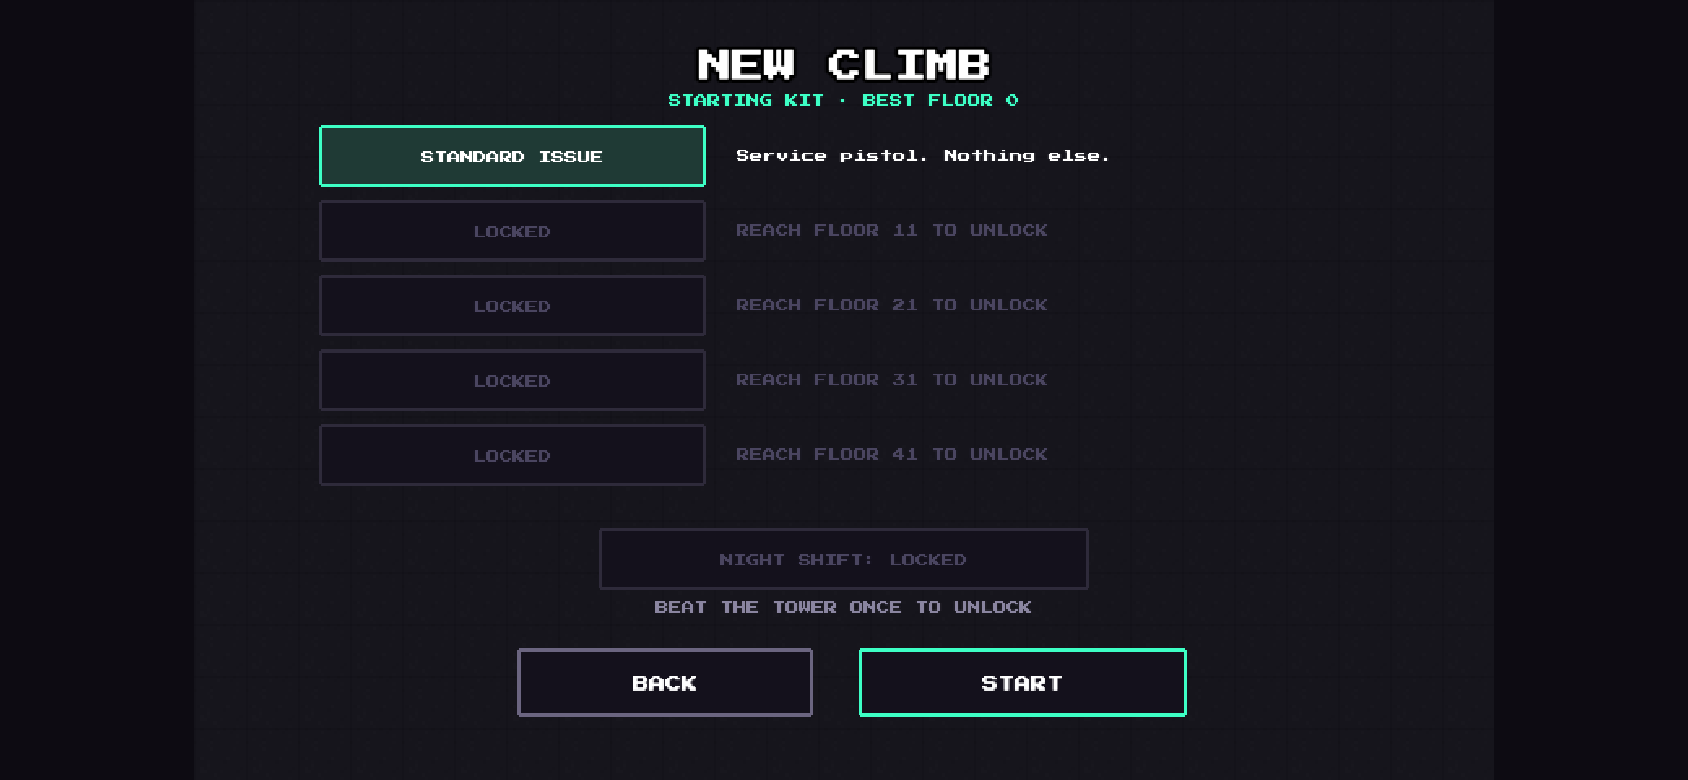 NEW CLIMB
STARTING KIT · BEST FLOOR 0
STANDARD ISSUE
Service pistol. Nothing else.
LOCKED
REACH FLOOR 11 TO UNLOCK
LOCKED
REACH FLOOR 21 TO UNLOCK
LOCKED
REACH FLOOR 31 TO UNLOCK
LOCKED
REACH FLOOR 41 TO UNLOCK
NIGHT SHIFT: LOCKED
BEAT THE TOWER ONCE TO UNLOCK
BACK
START